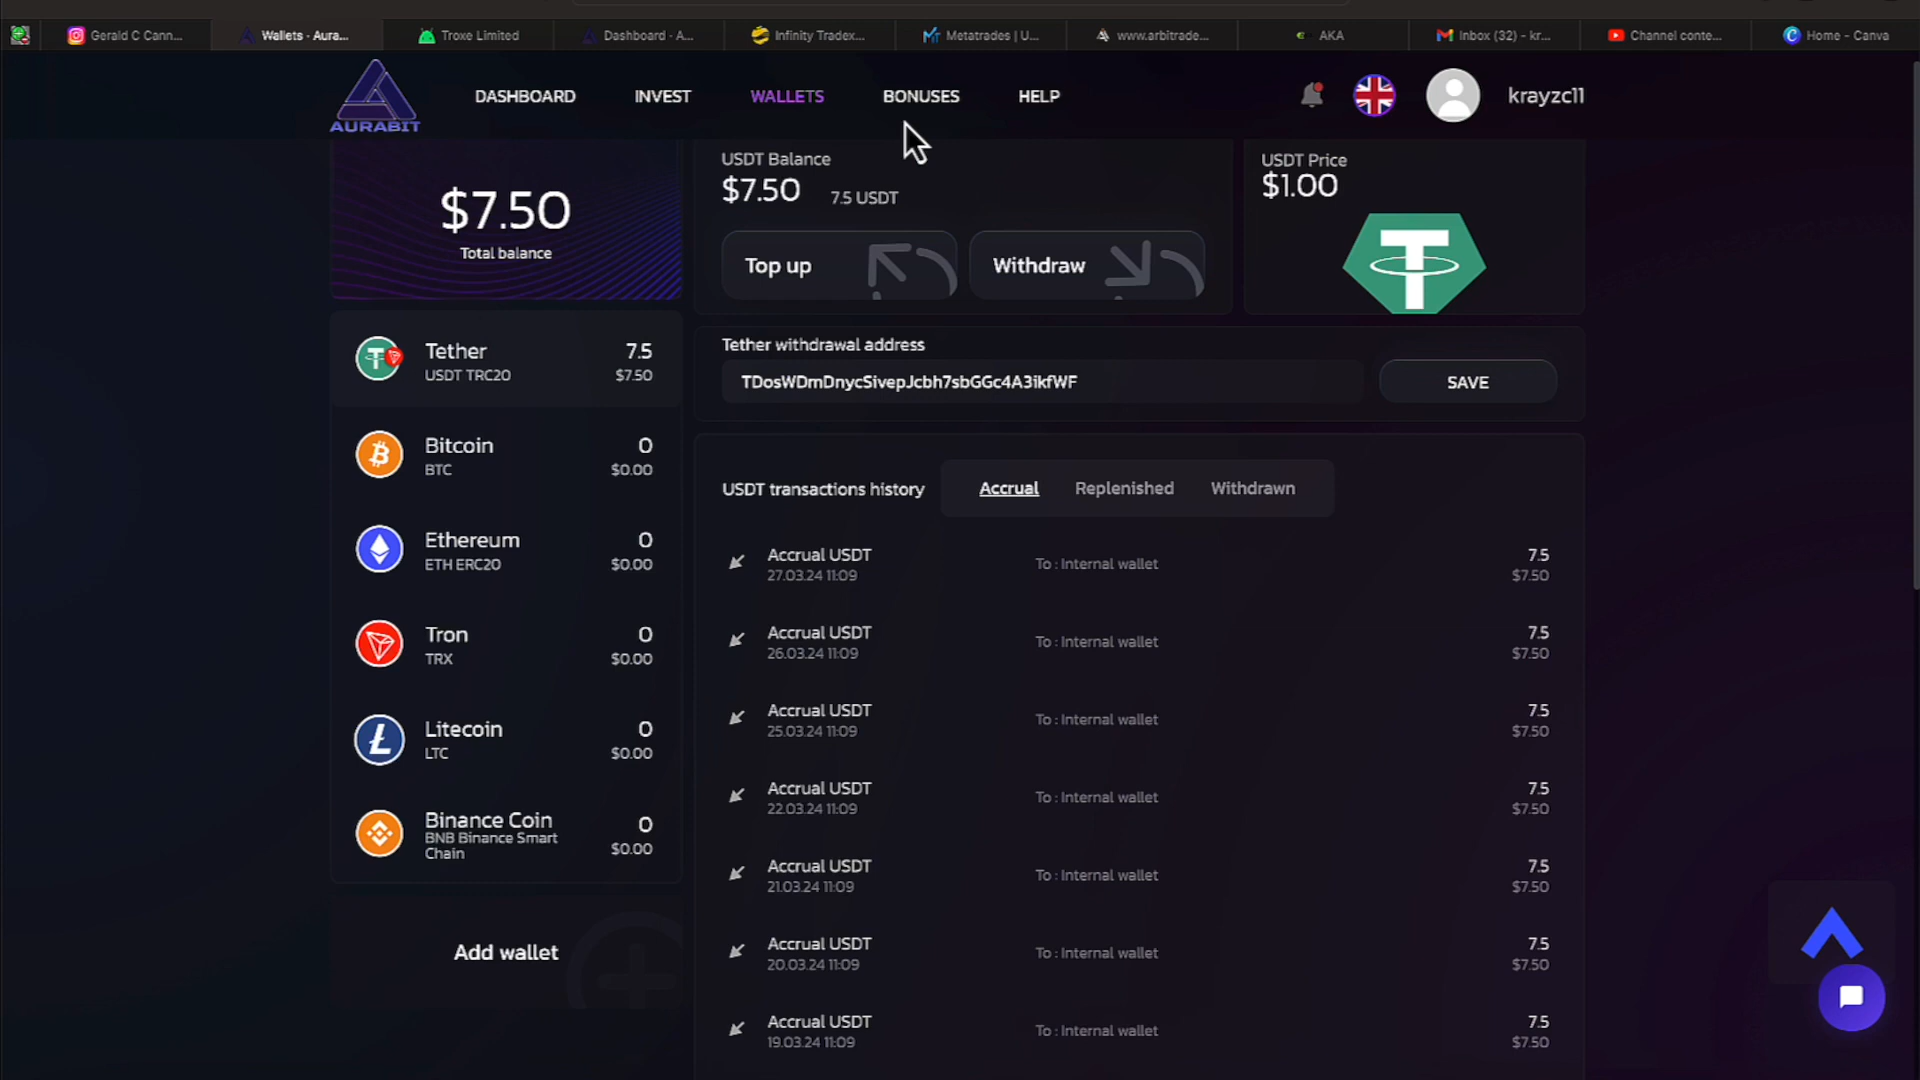 Gerald C Cann...
Wallets - Aura...
Troxe Limited
Dashboard - A...
Infinity Tradex...
Metatrades | U...
www.arbitrade...
AKA
Inbox (32) - kr...
Channel conte...
Home - Canva
AURABIT
DASHBOARD
INVEST
WALLETS
BONUSES
HELP
krayzc11
$7.50
Total balance
USDT Balance
$7.50
7.5 USDT
Top up
Withdraw
USDT Price
$1.00
Tether
7.5
USDT TRC20
$7.50
Bitcoin
0
BTC
$0.00
Ethereum
0
ETH ERC20
$0.00
Tron
0
TRX
$0.00
Litecoin
0
LTC
$0.00
Binance Coin
0
BNB Binance Smart
Chain
$0.00
Add wallet
Tether withdrawal address
TDosWDmDnycSivepJcbh7sbGGc4A3ikfWF
SAVE
USDT transactions history
Accrual
Replenished
Withdrawn
Accrual USDT
27.03.24 11:09
To : Internal wallet
7.5
$7.50
Accrual USDT
26.03.24 11:09
To : Internal wallet
7.5
$7.50
Accrual USDT
25.03.24 11:09
To : Internal wallet
7.5
$7.50
Accrual USDT
22.03.24 11:09
To : Internal wallet
7.5
$7.50
Accrual USDT
21.03.24 11:09
To : Internal wallet
7.5
$7.50
Accrual USDT
20.03.24 11:09
To : Internal wallet
7.5
$7.50
Accrual USDT
19.03.24 11:09
To : Internal wallet
7.5
$7.50